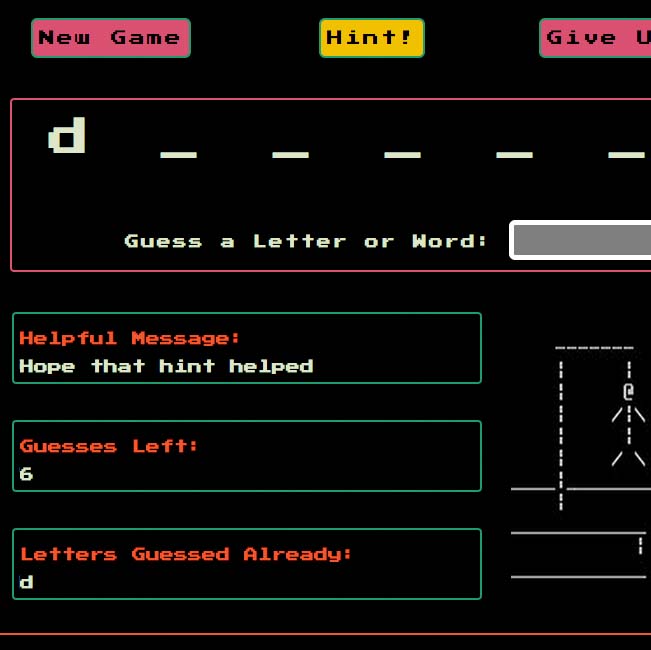 New Game Hint! Give U
d _ _ _ _ _
Guess a Letter or Word:
Helpful Message:
Hope that hint helped
Guesses Left:
6
Letters Guessed Already:
d